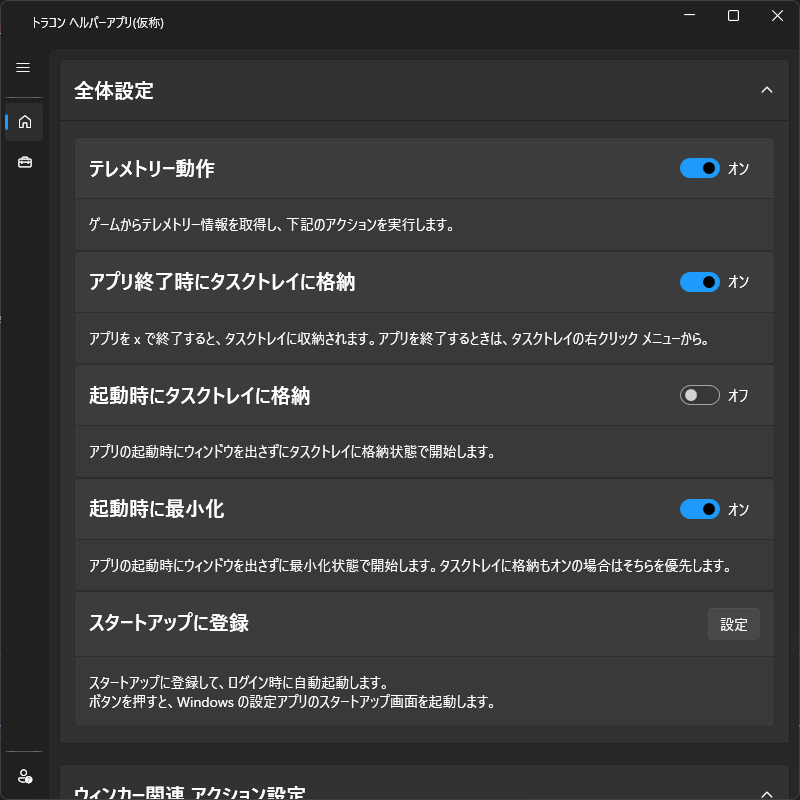 トラコン ヘルパーアプリ(仮称)
全体設定
テレメトリー動作
オン
ゲームからテレメトリー情報を取得し、下記のアクションを実行します。
アプリ終了時にタスクトレイに格納
オン
アプリを x で終了すると、タスクトレイに収納されます。アプリを終了するときは、タスクトレイの右クリック メニューから。
起動時にタスクトレイに格納
オフ
アプリの起動時にウィンドウを出さずにタスクトレイに格納状態で開始します。
起動時に最小化
オン
アプリの起動時にウィンドウを出さずに最小化状態で開始します。タスクトレイに格納もオンの場合はそちらを優先します。
スタートアップに登録
設定
スタートアップに登録して、ログイン時に自動起動します。
ボタンを押すと、Windows の設定アプリのスタートアップ画面を起動します。
ウィンカー関連 アクション設定